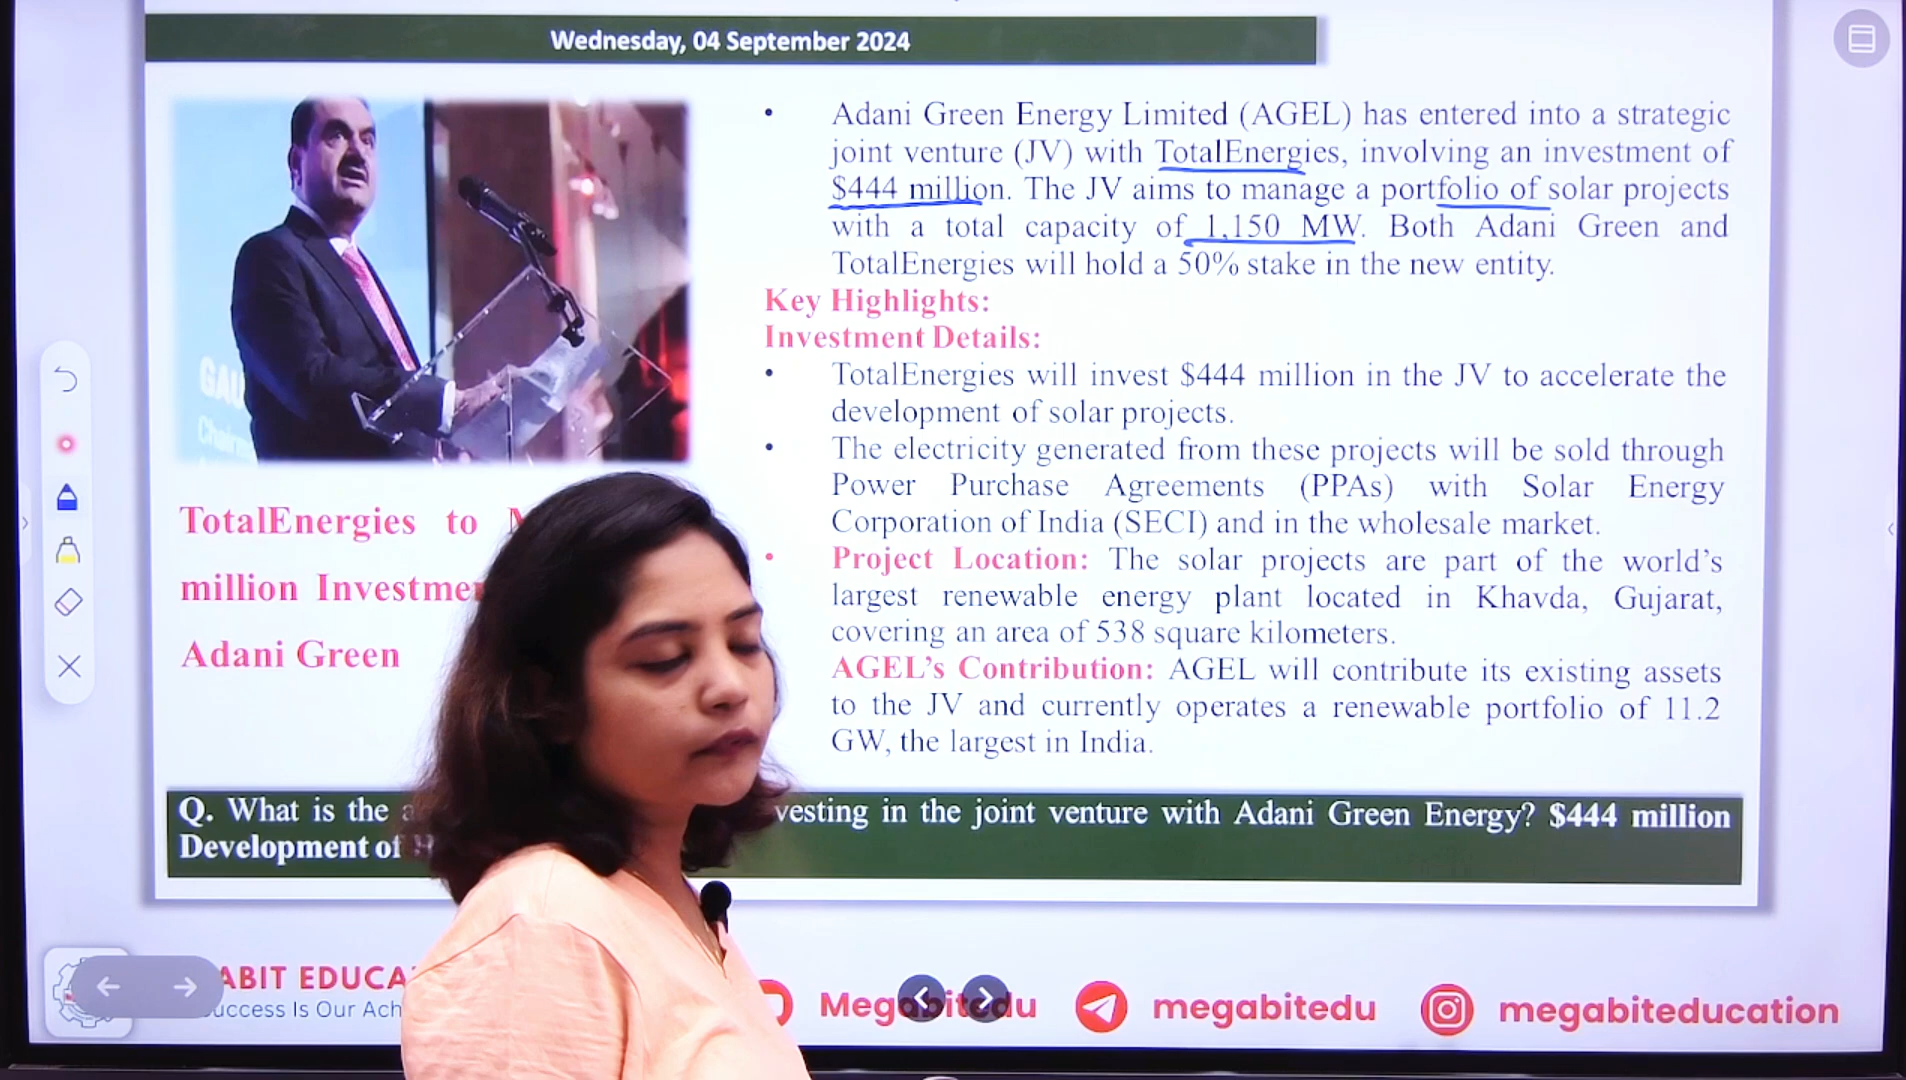 Wednesday, 04 September 2024
GAU
Chairm
TotalEnergies to
million Investme
Adani Green
• Adani Green Energy Limited (AGEL) has entered into a strategic
joint venture (JV) with TotalEnergies, involving an investment of
$444 million. The JV aims to manage a portfolio of solar projects
with a total capacity of 1,150 MW. Both Adani Green and
TotalEnergies will hold a 50% stake in the new entity.
Key Highlights:
Investment Details:
• TotalEnergies will invest $444 million in the JV to accelerate the
development of solar projects.
• The electricity generated from these projects will be sold through
Power Purchase Agreements (PPAs) with Solar Energy
Corporation of India (SECI) and in the wholesale market.
• Project Location: The solar projects are part of the world's
largest renewable energy plant located in Khavda, Gujarat,
covering an area of 538 square kilometers.
AGEL's Contribution: AGEL will contribute its existing assets
to the JV and currently operates a renewable portfolio of 11.2
GW, the largest in India.
Q. What is the vesting in the joint venture with Adani Green Energy? $444 million
Development of
ABIT EDUCA
uccess Is Our Ach
Megabitedu
megabitedu
megabiteducation